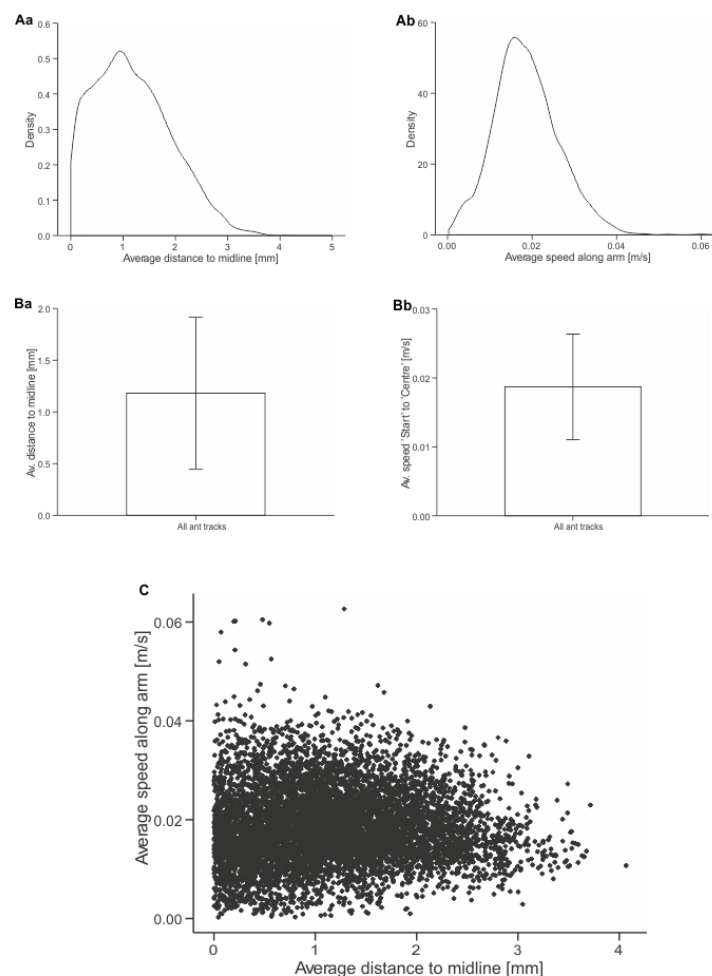 Aa
0.6
0.5
0.4
0.3
0.2
0.1
0.0
Density
0 1 2 3 4 5
Average distance to midline [mm]
Ab
60
40
20
0
Density
0.00 0.02 0.04 0.06
Average speed along arm [m/s]
Ba
2.0
1.5
1.0
0.5
0.0
Av. distance to midline [mm]
All ant tracks
Bb
0.03
0.02
0.01
0.00
Av. speed 'Start' to 'Centre' [m/s]
All ant tracks
C
0.06
0.04
0.02
0.00
Average speed along arm [m/s]
0 1 2 3 4
Average distance to midline [mm]